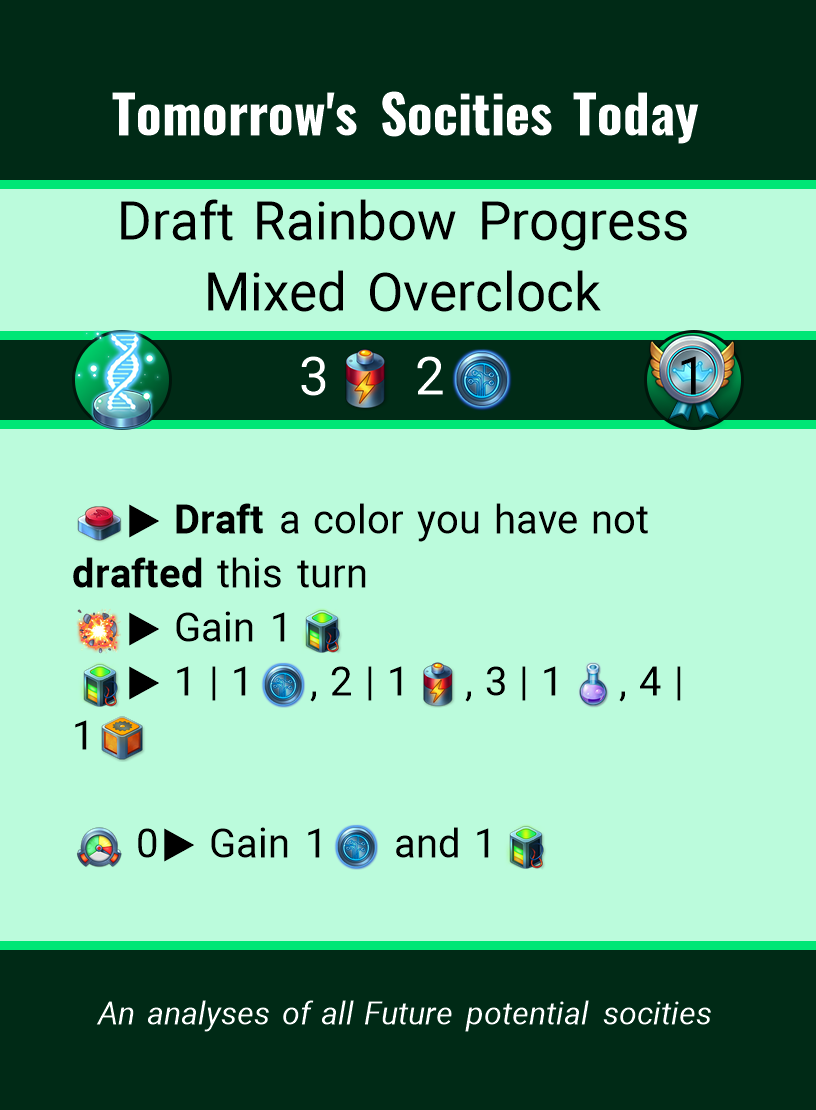 Tomorrow's Socities Today
Draft Rainbow Progress
Mixed Overclock
3 2 1
Draft a color you have not
drafted this turn
Gain 1
1 | 1 , 2 | 1 , 3 | 1 , 4 |
1
0 Gain 1 and 1
An analyses of all Future potential socities